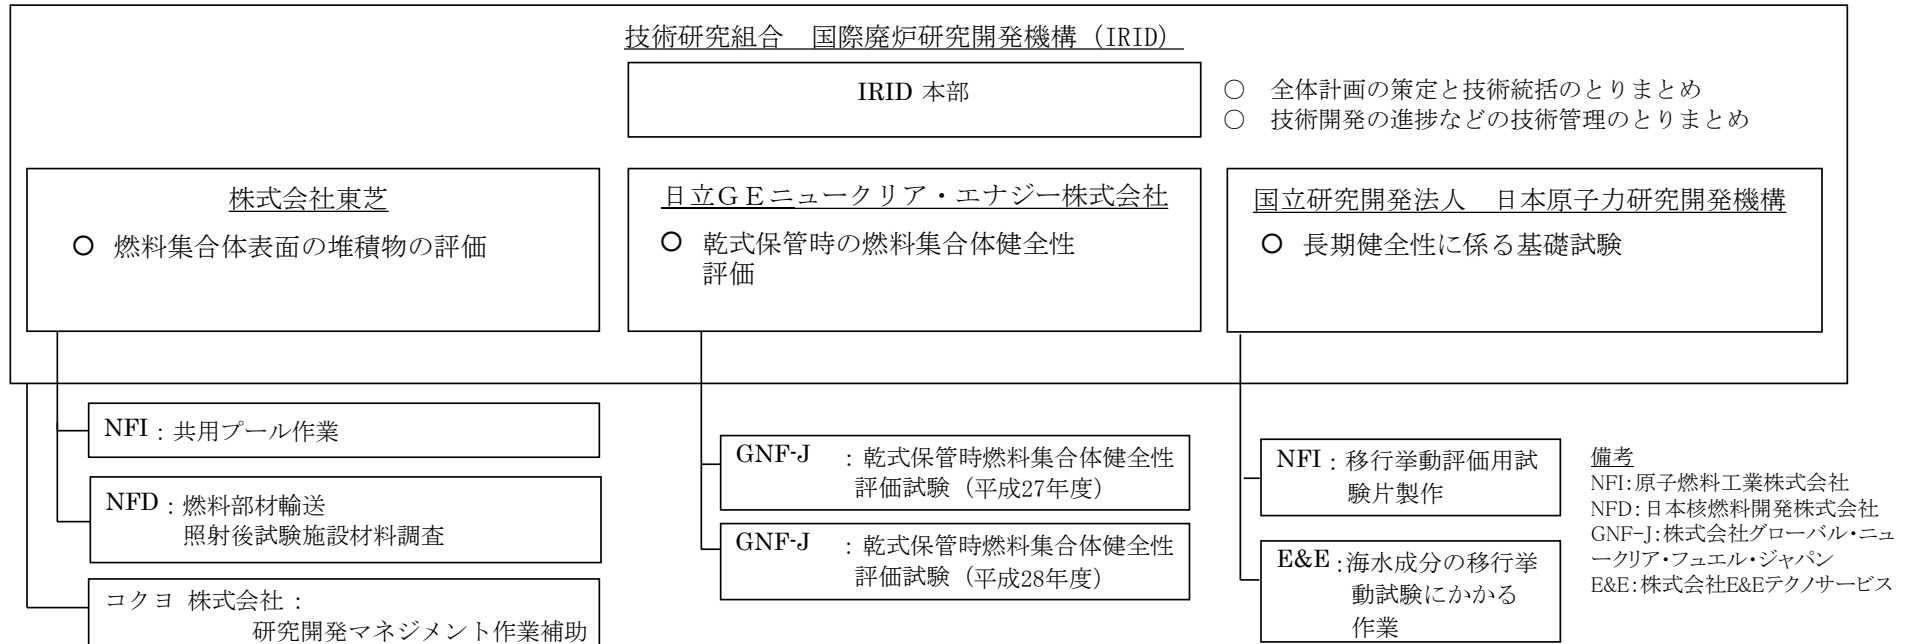 技術研究組合　国際廃炉研究開発機構（IRID）
IRID 本部
○　全体計画の策定と技術統括のとりまとめ
○　技術開発の進捗などの技術管理のとりまとめ
株式会社東芝
○ 燃料集合体表面の堆積物の評価
日立ＧＥニュークリア・エナジー株式会社
○ 乾式保管時の燃料集合体健全性
評価
国立研究開発法人　日本原子力研究開発機構
○ 長期健全性に係る基礎試験
NFI：共用プール作業
NFD：燃料部材輸送
照射後試験施設材料調査
コクヨ 株式会社：
研究開発マネジメント作業補助
GNF-J　：乾式保管時燃料集合体健全性
評価試験（平成27年度）
GNF-J　：乾式保管時燃料集合体健全性
評価試験（平成28年度）
NFI：移行挙動評価用試
験片製作
E&E：海水成分の移行挙
動試験にかかる
作業
備考
NFI：原子燃料工業株式会社
NFD：日本核燃料開発株式会社
GNF-J：株式会社グローバル・ニュ
ークリア・フュエル・ジャパン
E&E：株式会社E&Eテクノサービス